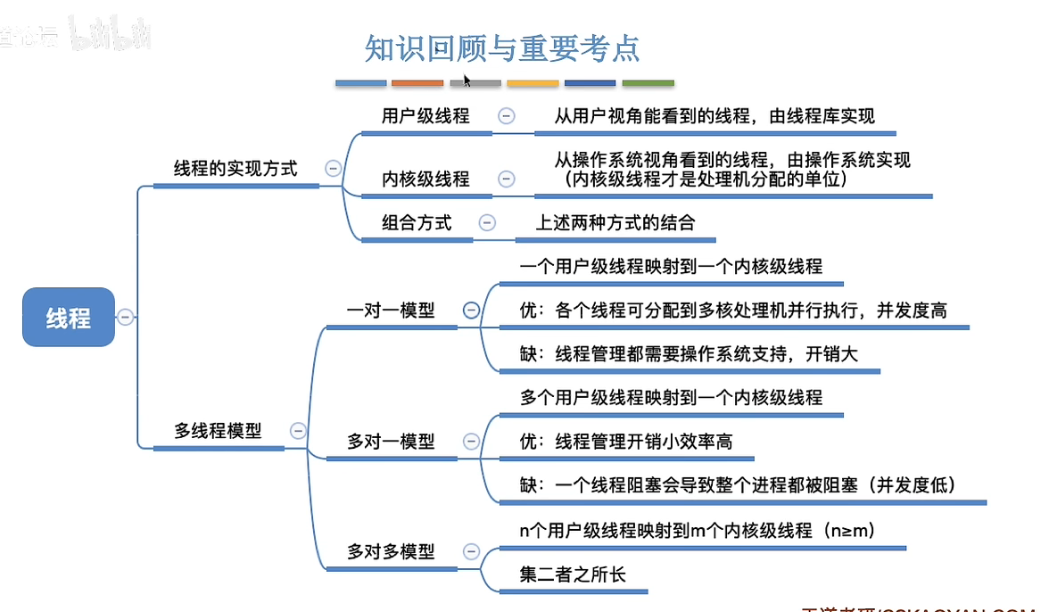 bilibili
知识回顾与重要考点
用户级线程
从用户视角能看到的线程，由线程库实现
线程的实现方式
内核级线程
从操作系统视角看到的线程，由操作系统实现
（内核级线程才是处理机分配的单位）
组合方式
上述两种方式的结合
线程
一对一模型
一个用户级线程映射到一个内核级线程
优：各个线程可分配到多核处理机并行执行，并发度高
缺：线程管理都需要操作系统支持，开销大
多线程模型
多对一模型
多个用户级线程映射到一个内核级线程
优：线程管理开销小效率高
缺：一个线程阻塞会导致整个进程都被阻塞（并发度低）
多对多模型
n个用户级线程映射到m个内核级线程（n≥m）
集二者之所长